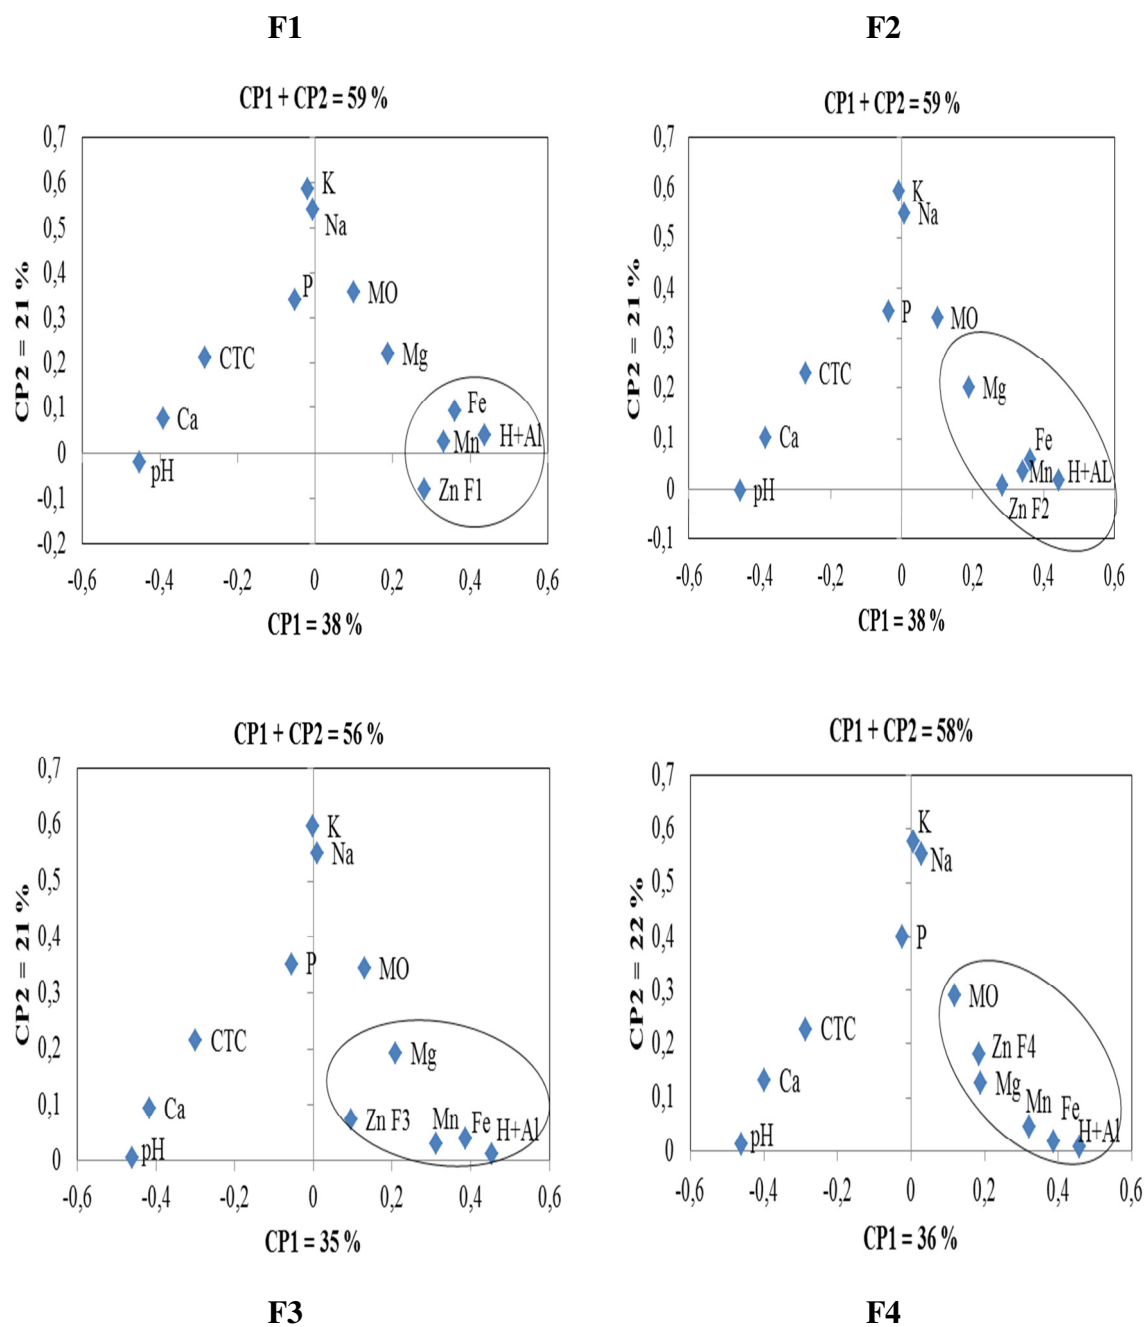 F1
F2
CP1 + CP2 = 59 %
CP1 + CP2 = 59 %
CP2 = 21 %
0,7
0,6
0,5
0,4
0,3
0,2
0,1
0
-0,1
-0,2
K
Na
P
MO
CTC
Mg
Ca
Fe
Mn
H+Al
pH
Zn F1
-0,6
-0,4
-0,2
0
0,2
0,4
0,6
CP1 = 38 %
CP2 = 21 %
0,7
0,6
0,5
0,4
0,3
0,2
0,1
0
-0,1
K
Na
P
MO
CTC
Mg
Ca
Fe
Mn
H+AL
pH
Zn F2
-0,6
-0,4
-0,2
0
0,2
0,4
0,6
CP1 = 38 %
CP1 + CP2 = 56 %
CP1 + CP2 = 58%
CP2 = 21 %
0,7
0,6
0,5
0,4
0,3
0,2
0,1
0
K
Na
P
MO
CTC
Mg
Ca
Zn F3
Mn
Fe
H+Al
pH
-0,6
-0,4
-0,2
0
0,2
0,4
0,6
CP1 = 35 %
CP2 = 22 %
0,7
0,6
0,5
0,4
0,3
0,2
0,1
0
K
Na
P
MO
CTC
Zn F4
Ca
Mg
Mn
Fe
H+Al
pH
-0,6
-0,4
-0,2
0
0,2
0,4
0,6
CP1 = 36 %
F3
F4